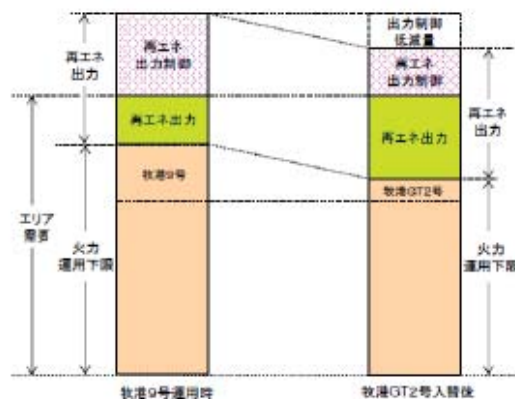 再エネ
出力
再エネ
出力制御
再エネ出力
牧港9号
エリア
需要
火力
運用下限
牧港9号運用時
出力制御
低減量
再エネ
出力制御
再エネ出力
牧港GT2号
再エネ
出力
火力
運用下限
牧港GT2号入替後